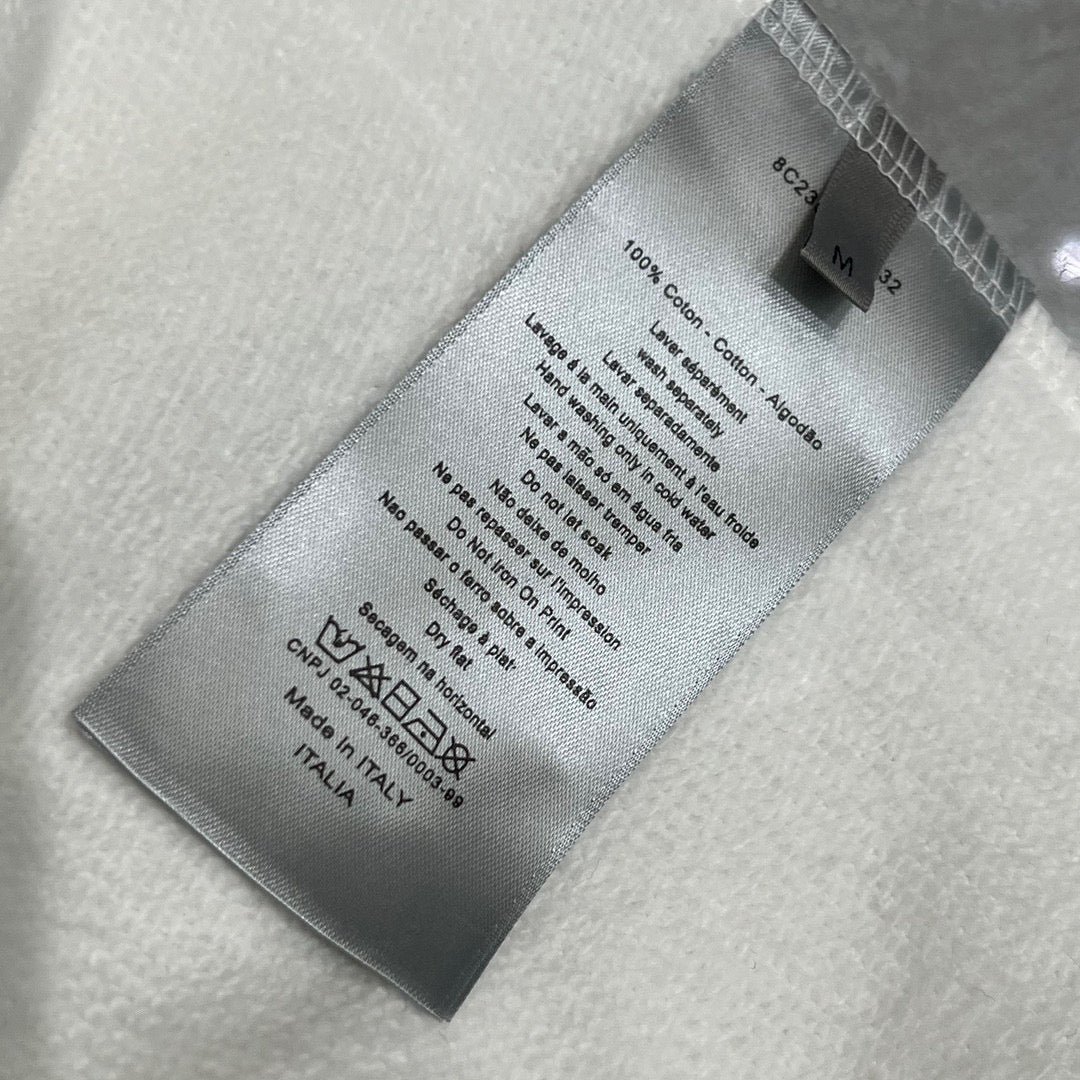 8C23
32
M
100% Coton - Cotton - Algodão
Lavar séparément
wash separately
Lavar separadamente
Lavage à la main uniquement à l'eau froide
Hand washing only in cold water
Lavar a mão só em água fria
Ne pas laisser tremper
Do not let soak
Não deixe de molho
Ne pas repasser sur l'impression
Do Not Iron On Print
Nao passar o ferro sobre a impressão
Séchage à plat
Dry flat
Secagem na horizontal
CNPJ 02-046-366/0003-99
Made in ITALY
ITALIA